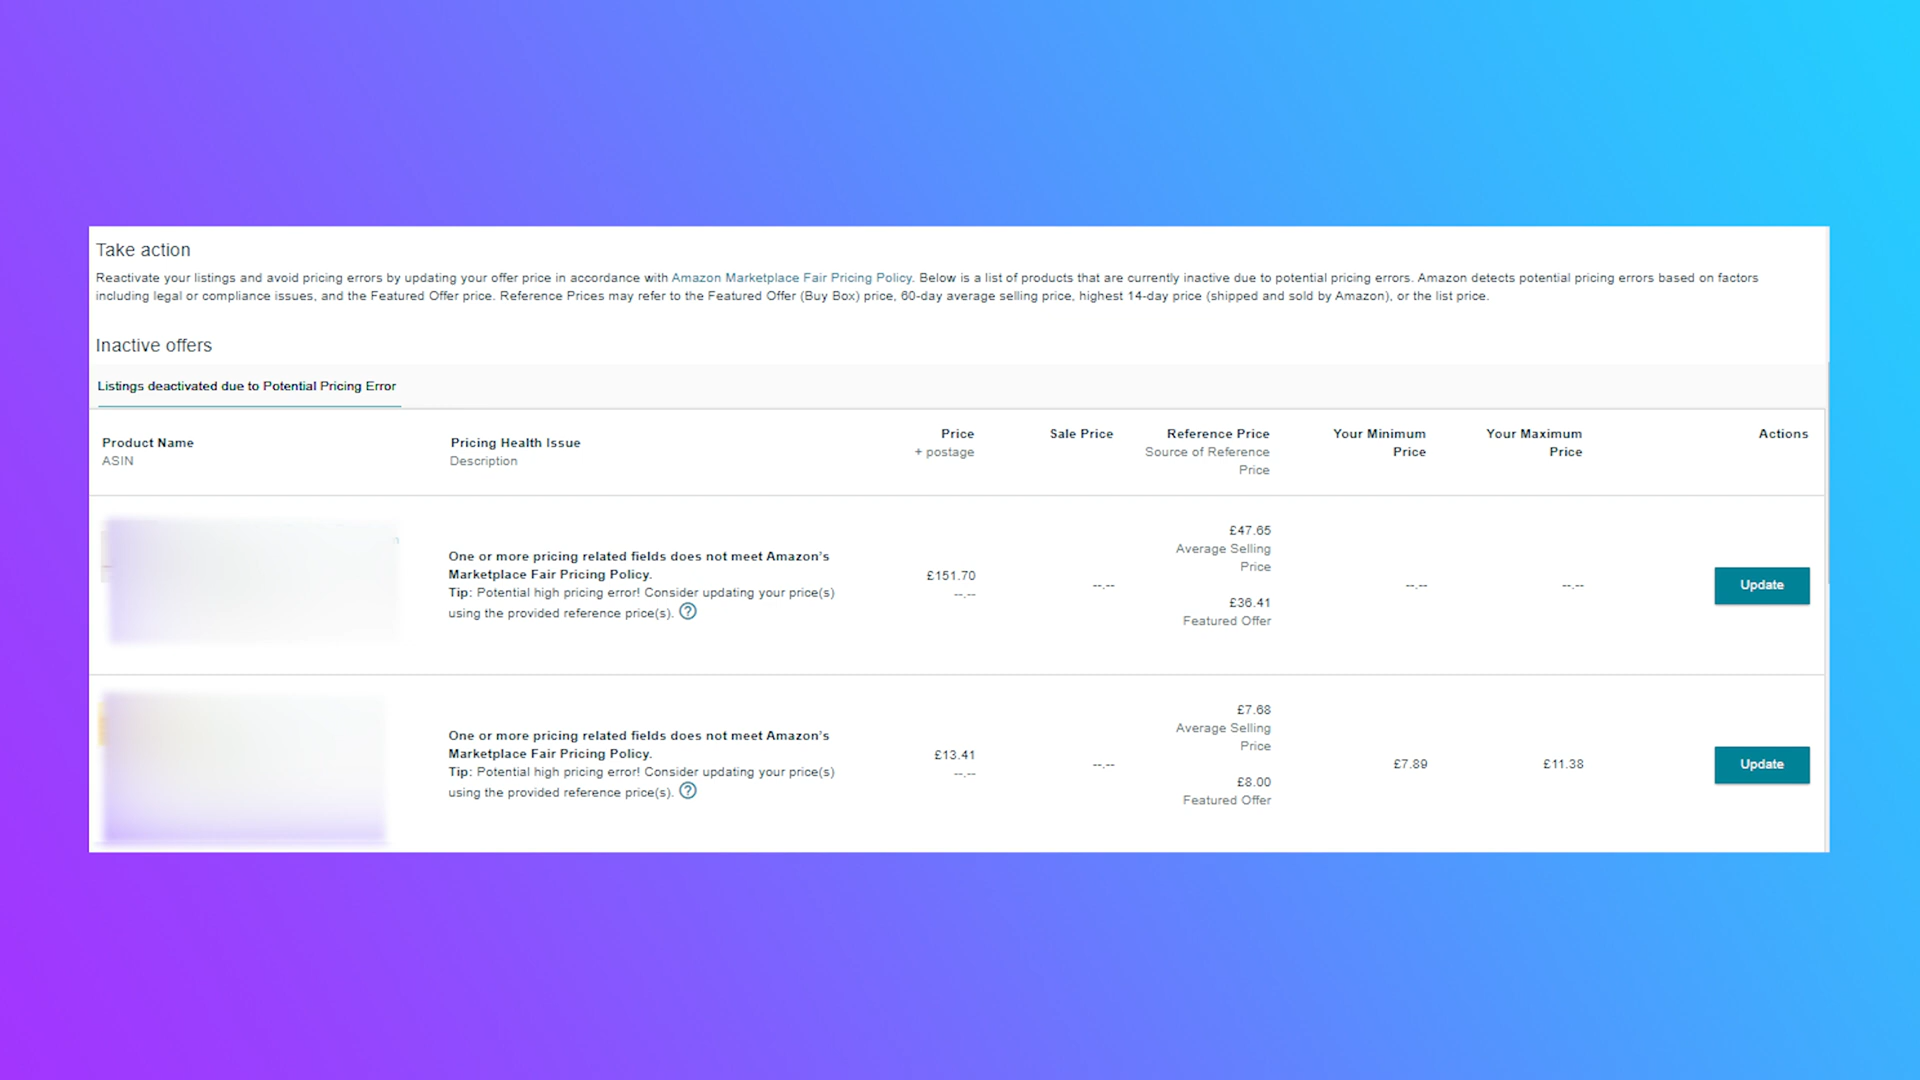 Take action
Reactivate your listings and avoid pricing errors by updating your offer price in accordance with Amazon Marketplace Fair Pricing Policy. Below is a list of products that are currently inactive due to potential pricing errors. Amazon detects potential pricing errors based on factors
including legal or compliance issues, and the Featured Offer price. Reference Prices may refer to the Featured Offer (Buy Box) price, 60-day average selling price, highest 14-day price (shipped and sold by Amazon), or the list price.
Inactive offers
Listings deactivated due to Potential Pricing Error
Product Name
ASIN
Pricing Health Issue
Description
Price
+ postage
Sale Price
Reference Price
Source of Reference
Price
Your Minimum
Price
Your Maximum
Price
Actions
One or more pricing related fields does not meet Amazon's
Marketplace Fair Pricing Policy.
Tip: Potential high pricing error! Consider updating your price(s)
using the provided reference price(s). ?
£151.70
--.--
--.--
£47.65
Average Selling
Price
£36.41
Featured Offer
--.--
--.--
Update
One or more pricing related fields does not meet Amazon's
Marketplace Fair Pricing Policy.
Tip: Potential high pricing error! Consider updating your price(s)
using the provided reference price(s). ?
£13.41
--.--
--.--
£7.68
Average Selling
Price
£8.00
Featured Offer
£7.89
£11.38
Update